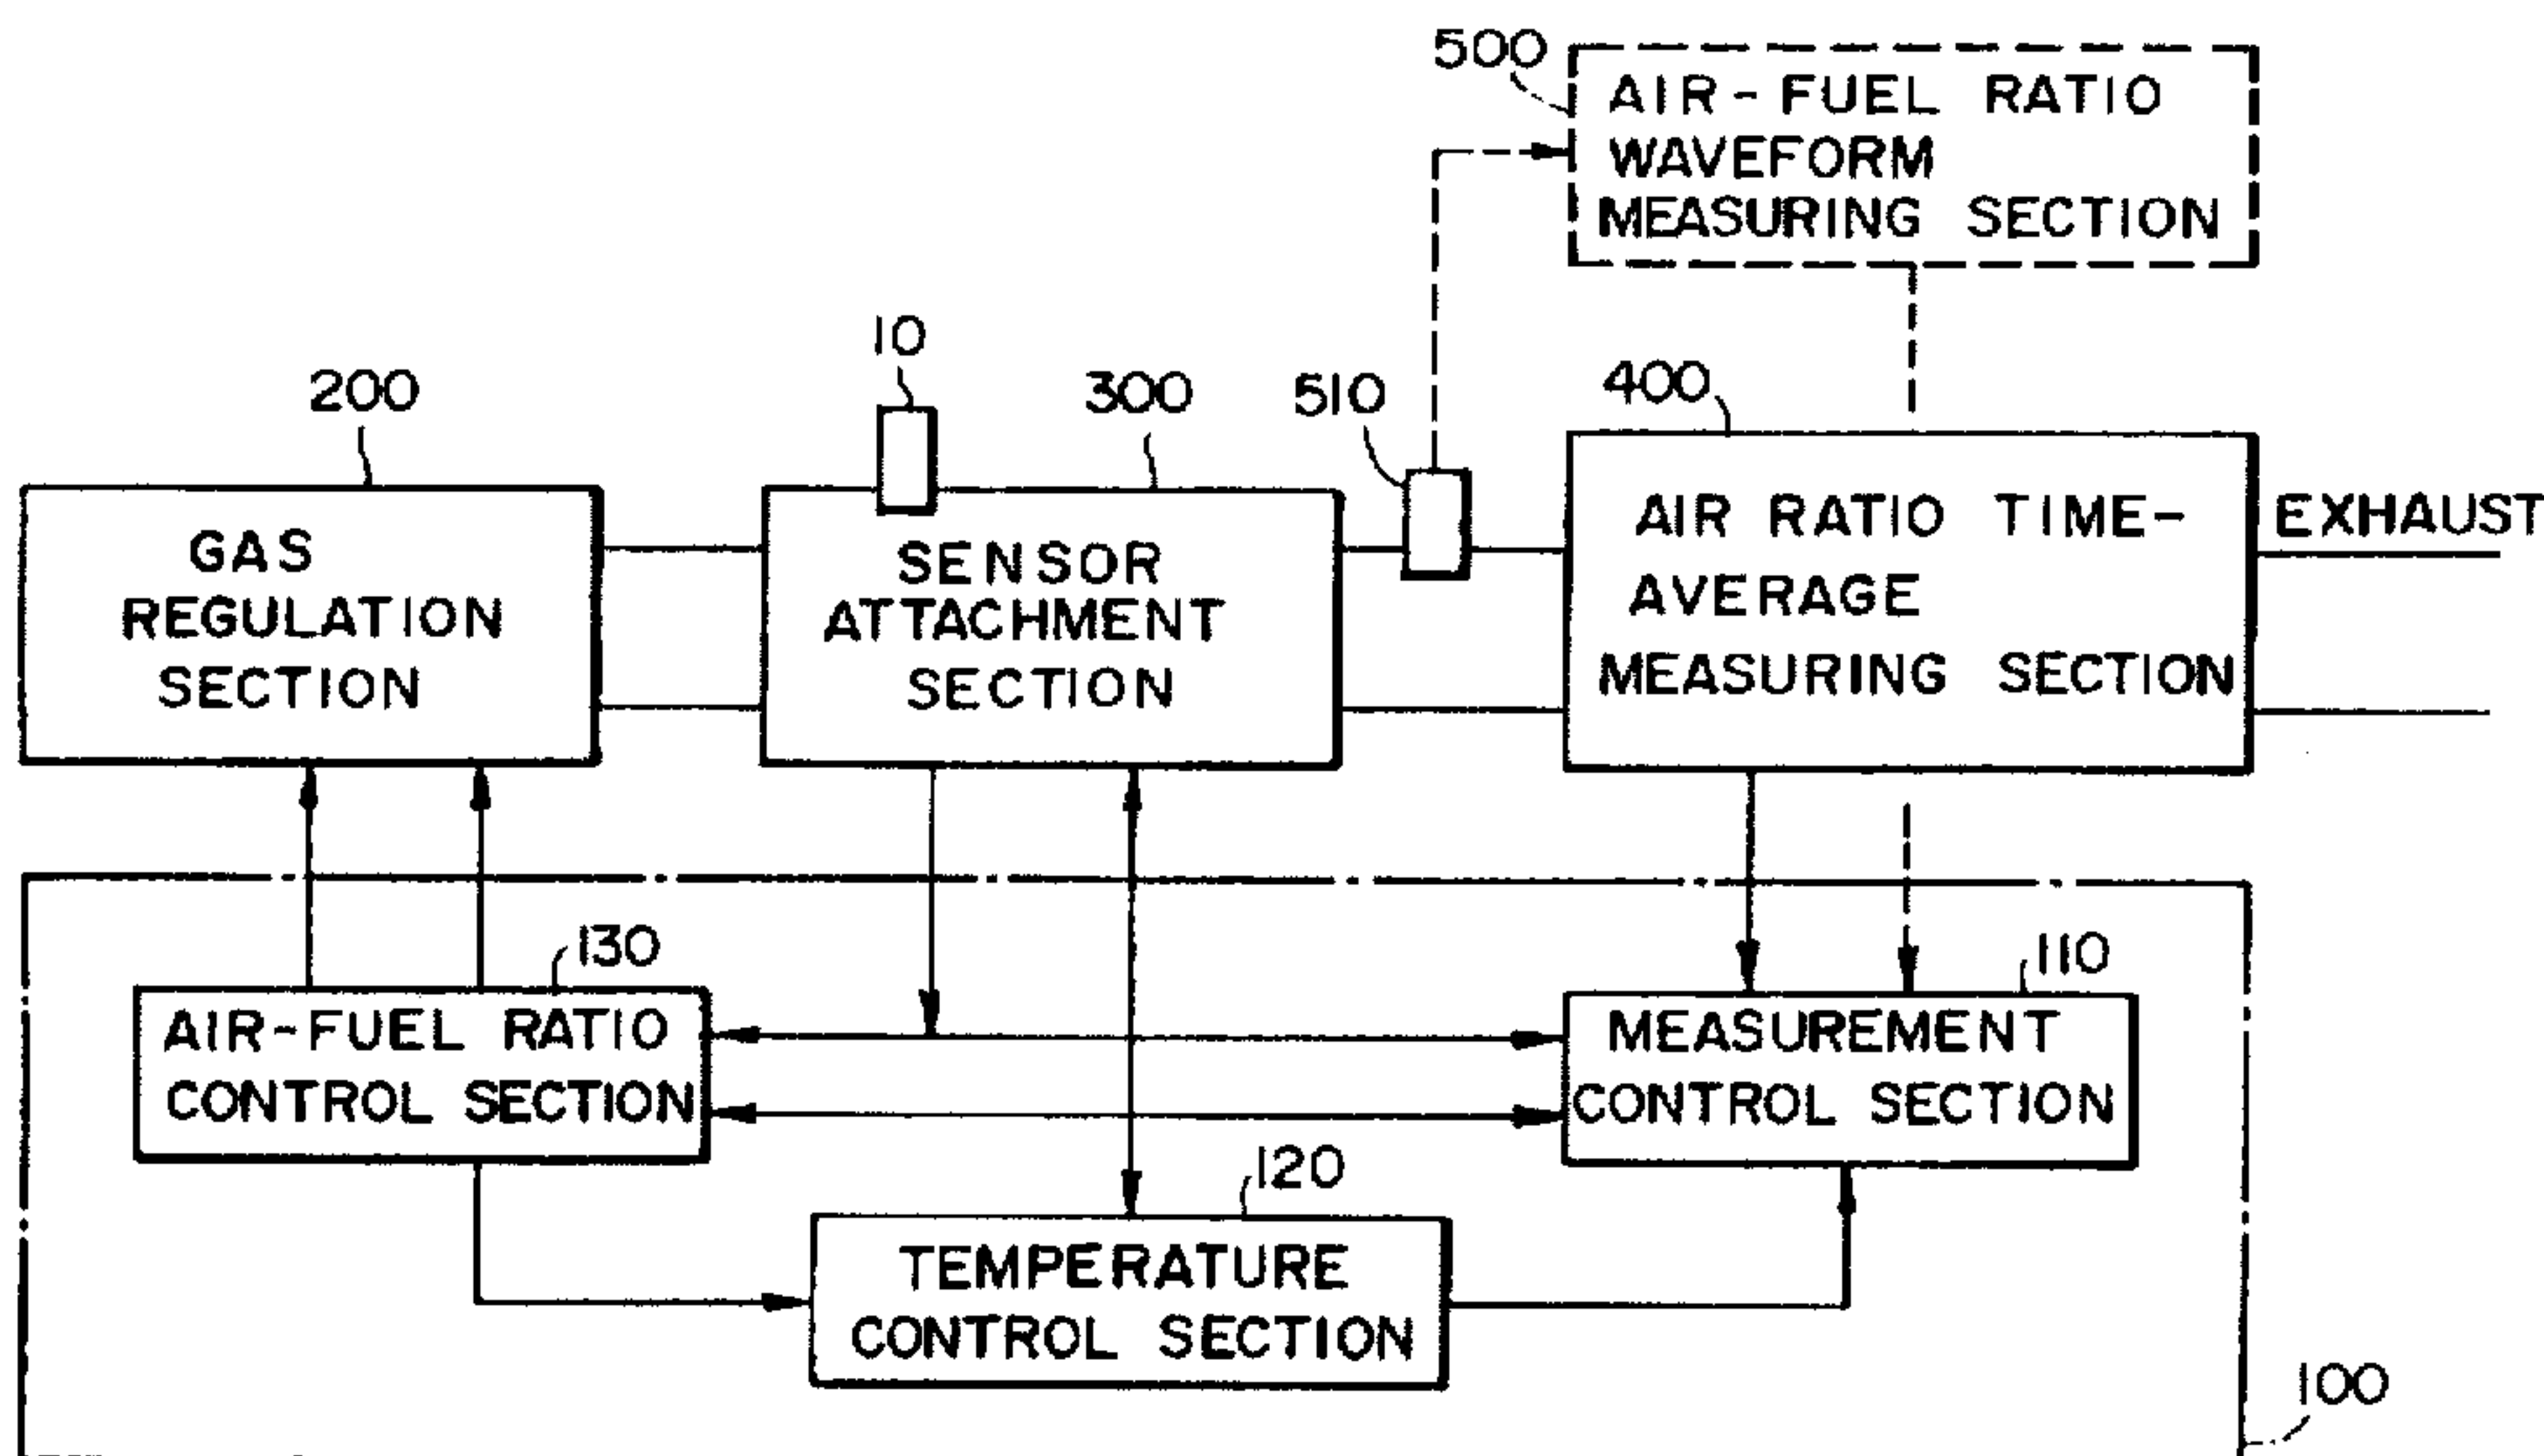 500
AIR-FUEL RATIO
WAVEFORM
MEASURING SECTION
10
200
300
510
400
GAS
REGULATION
SECTION
SENSOR
ATTACHMENT
SECTION
AIR RATIO TIME-
AVERAGE
MEASURING SECTION
EXHAUST
130
110
AIR-FUEL RATIO
CONTROL SECTION
MEASUREMENT
CONTROL SECTION
120
TEMPERATURE
CONTROL SECTION
100